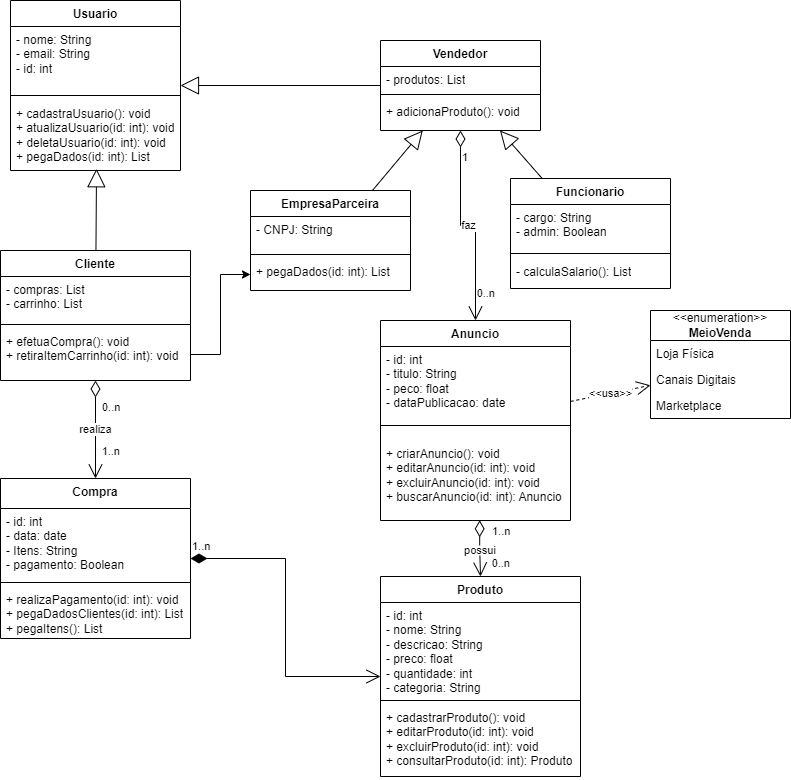 Usuario
- nome: String
- email: String
- id: int
+ cadastraUsuario(): void
+ atualizaUsuario(id: int): void
+ deletaUsuario(id: int): void
+ pegaDados(id: int): List
Vendedor
- produtos: List
+ adicionaProduto(): void
1
faz
0..n
EmpresaParceira
- CNPJ: String
+ pegaDados(id: int): List
Funcionario
- cargo: String
- admin: Boolean
- calculaSalario(): List
Cliente
- compras: List
- carrinho: List
+ efetuaCompra(): void
+ retiraItemCarrinho(id: int): void
0..n
realiza
1..n
Anuncio
- id: int
- titulo: String
- peco: float
- dataPublicacao: date
+ criarAnuncio(): void
+ editarAnuncio(id: int): void
+ excluirAnuncio(id: int): void
+ buscarAnuncio(id: int): Anuncio
<<usa>>
<<enumeration>>
MeioVenda
Loja Física
Canais Digitais
Marketplace
Compra
- id: int
- data: date
- Itens: String
- pagamento: Boolean
+ realizaPagamento(id: int): void
+ pegaDadosClientes(id: int): List
+ pegaItens(): List
1..n
1..n
possui
0..n
Produto
- id: int
- nome: String
- descricao: String
- preco: float
- quantidade: int
- categoria: String
+ cadastrarProduto(): void
+ editarProduto(id: int): void
+ excluirProduto(id: int): void
+ consultarProduto(id: int): Produto